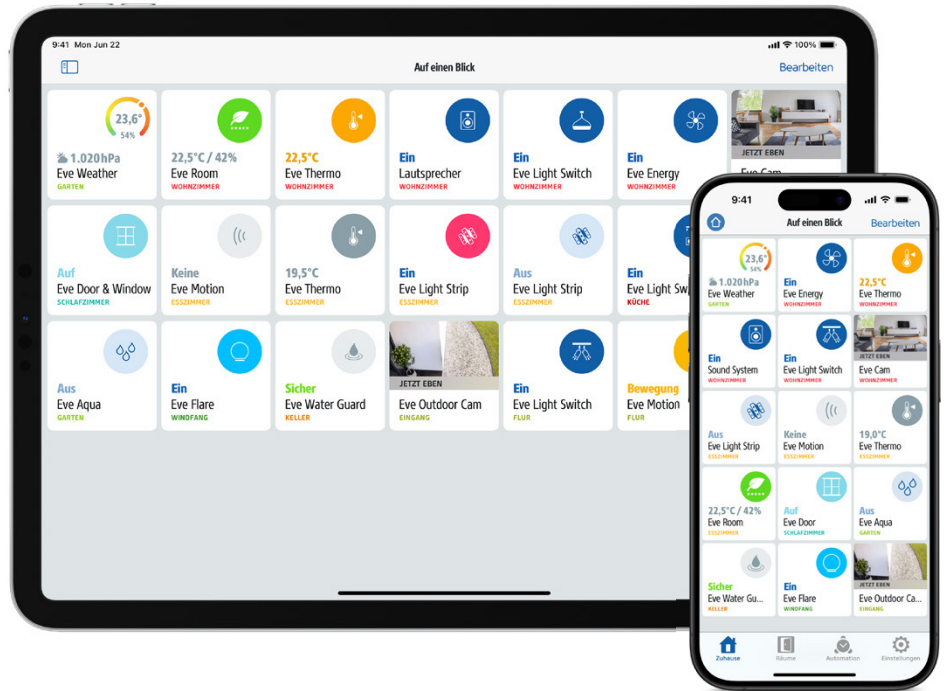 9:41 Mon Jun 22
100%
Auf einen Blick
Bearbeiten
23,6°
54%
1.020hPa
Eve Weather
GARTEN
22,5°C / 42%
Eve Room
WOHNZIMMER
22,5°C
Eve Thermo
WOHNZIMMER
Ein
Lautsprecher
WOHNZIMMER
Ein
Eve Light Switch
WOHNZIMMER
Ein
Eve Energy
WOHNZIMMER
JETZT EBEN
Eve Cam
Auf
Eve Door & Window
SCHLAFZIMMER
Keine
Eve Motion
ESSZIMMER
19,5°C
Eve Thermo
ESSZIMMER
Ein
Eve Light Strip
ESSZIMMER
Aus
Eve Light Strip
ESSZIMMER
Ein
Eve Light Sw
KÜCHE
Aus
Eve Aqua
GARTEN
Ein
Eve Flare
WINDFANG
Sicher
Eve Water Guard
KELLER
JETZT EBEN
Eve Outdoor Cam
EINGANG
Ein
Eve Light Switch
FLUR
Bewegung
Eve Motion
FLUR
9:41
Auf einen Blick
Bearbeiten
23,6°
54%
1.020hPa
Eve Weather
GARTEN
Ein
Eve Energy
WOHNZIMMER
22,5°C
Eve Thermo
WOHNZIMMER
Ein
Sound System
WOHNZIMMER
Ein
Eve Light Switch
WOHNZIMMER
JETZT EBEN
Eve Cam
WOHNZIMMER
Aus
Eve Light Strip
ESSZIMMER
Keine
Eve Motion
ESSZIMMER
19,0°C
Eve Thermo
ESSZIMMER
22,5°C / 42%
Eve Room
ESSZIMMER
Auf
Eve Door
SCHLAFZIMMER
Aus
Eve Aqua
GARTEN
Sicher
Eve Water Gu...
KELLER
Ein
Eve Flare
WINDFANG
JETZT EBEN
Eve Outdoor Ca...
EINGANG
Zuhause
Räume
Automation
Einstellungen